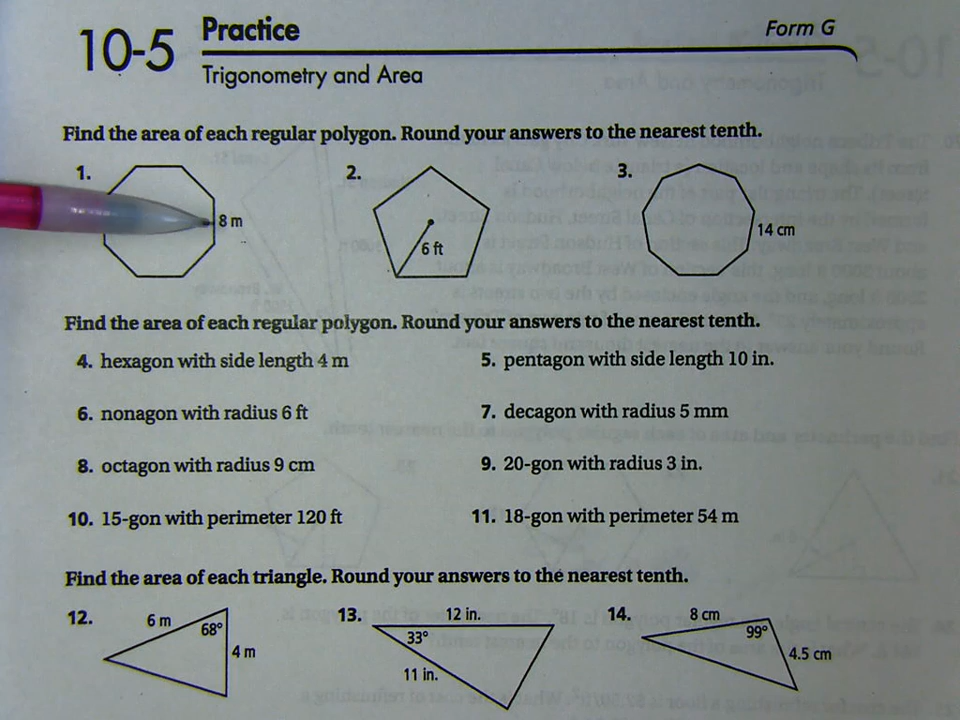 10-5
Practice
Form G
Trigonometry and Area
Find the area of each regular polygon. Round your answers to the nearest tenth.
1. 8 m
2. 6 ft
3. 14 cm
Find the area of each regular polygon. Round your answers to the nearest tenth.
4. hexagon with side length 4 m
5. pentagon with side length 10 in.
6. nonagon with radius 6 ft
7. decagon with radius 5 mm
8. octagon with radius 9 cm
9. 20-gon with radius 3 in.
10. 15-gon with perimeter 120 ft
11. 18-gon with perimeter 54 m
Find the area of each triangle. Round your answers to the nearest tenth.
12. 6 m 68° 4 m
13. 12 in. 33° 11 in.
14. 8 cm 99° 4.5 cm